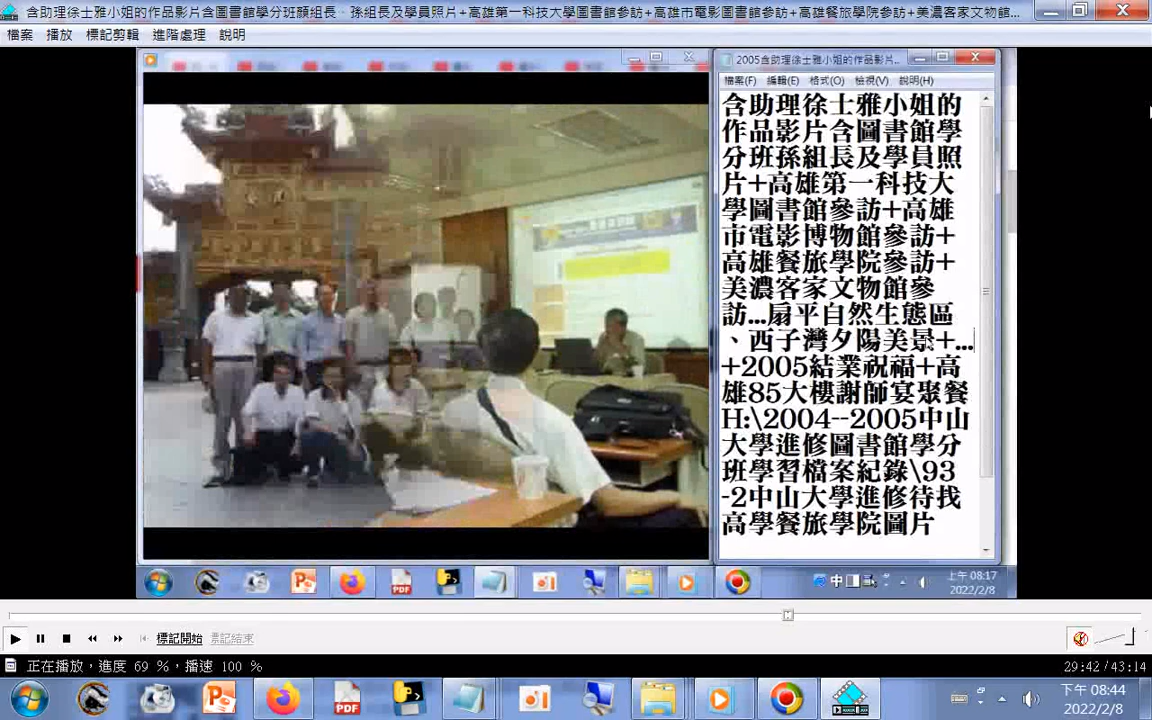 含助理徐士雅小姐的作品影片含圖書館學分班顏組長、孫組長及學員照片+高雄第一科技大學圖書館參訪+高雄市電影圖書館參訪+高雄餐旅學院參訪+美濃客家文物館...
檔案 播放 標記剪輯 進階處理 說明
2005含助理徐士雅小姐的作品影片...
檔案(F) 編輯(E) 格式(O) 檢視(V) 說明(H)
含助理徐士雅小姐的
作品影片含圖書館學
分班孫組長及學員照
片+高雄第一科技大
學圖書館參訪+高雄
市電影博物館參訪+
高雄餐旅學院參訪+
美濃客家文物館參
訪...扇平自然生態區
、西子灣夕陽美景+...
+2005結業祝福+高
雄85大樓謝師宴聚餐
H:\2004--2005中山
大學進修圖書館學分
班學習檔案紀錄\93
-2中山大學進修待找
高學餐旅學院圖片
中
上午 08:17
2022/2/8
標記開始 標記結束
正在播放，進度 69 %，播速 100 %
29:42 / 43:14
下午 08:44
2022/2/8